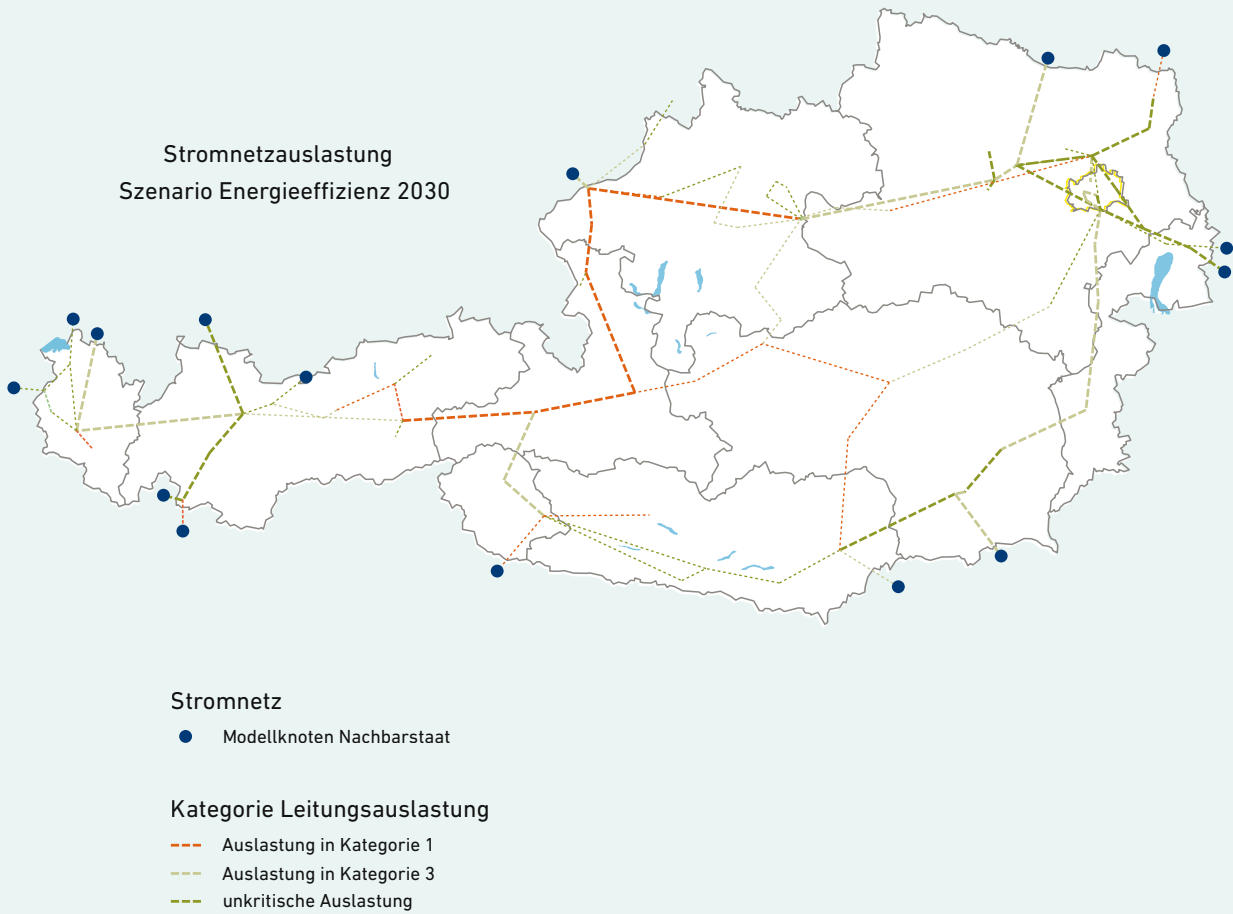 Stromnetzauslastung
Szenario Energieeffizienz 2030
Stromnetz
Modellknoten Nachbarstaat
Kategorie Leitungsauslastung
Auslastung in Kategorie 1
Auslastung in Kategorie 3
unkritische Auslastung